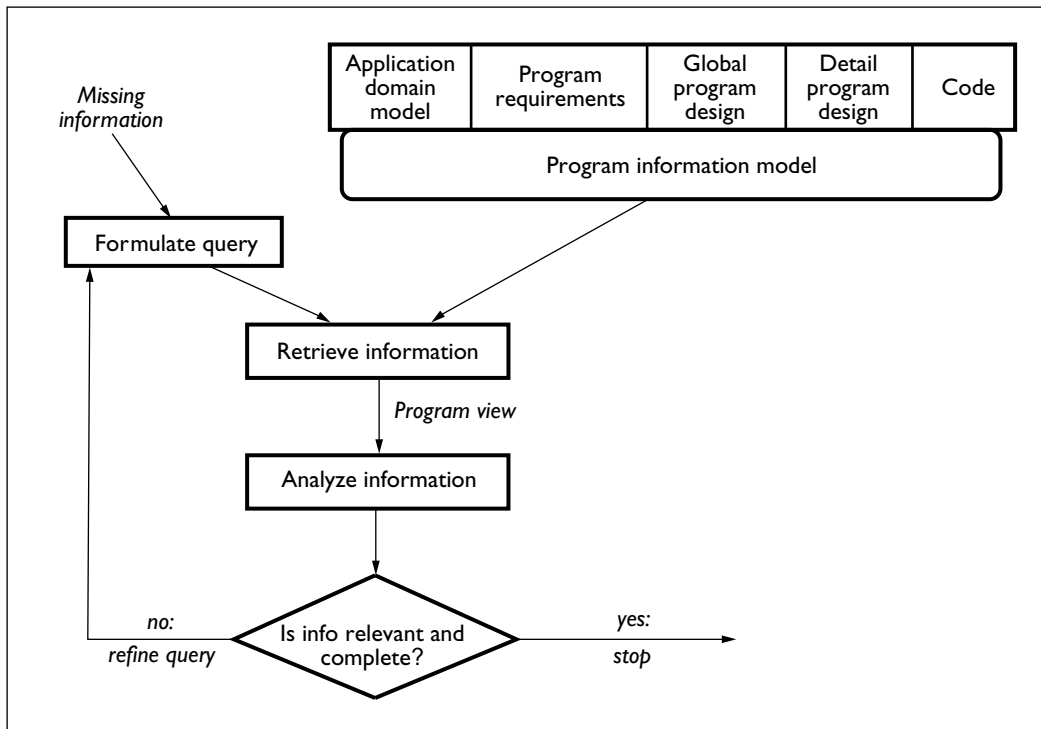 Missing
information
Application
domain
model
Program
requirements
Global
program
design
Detail
program
design
Code
Program information model
Formulate query
Retrieve information
Program view
Analyze information
Is info relevant and
complete?
no:
refine query
yes:
stop